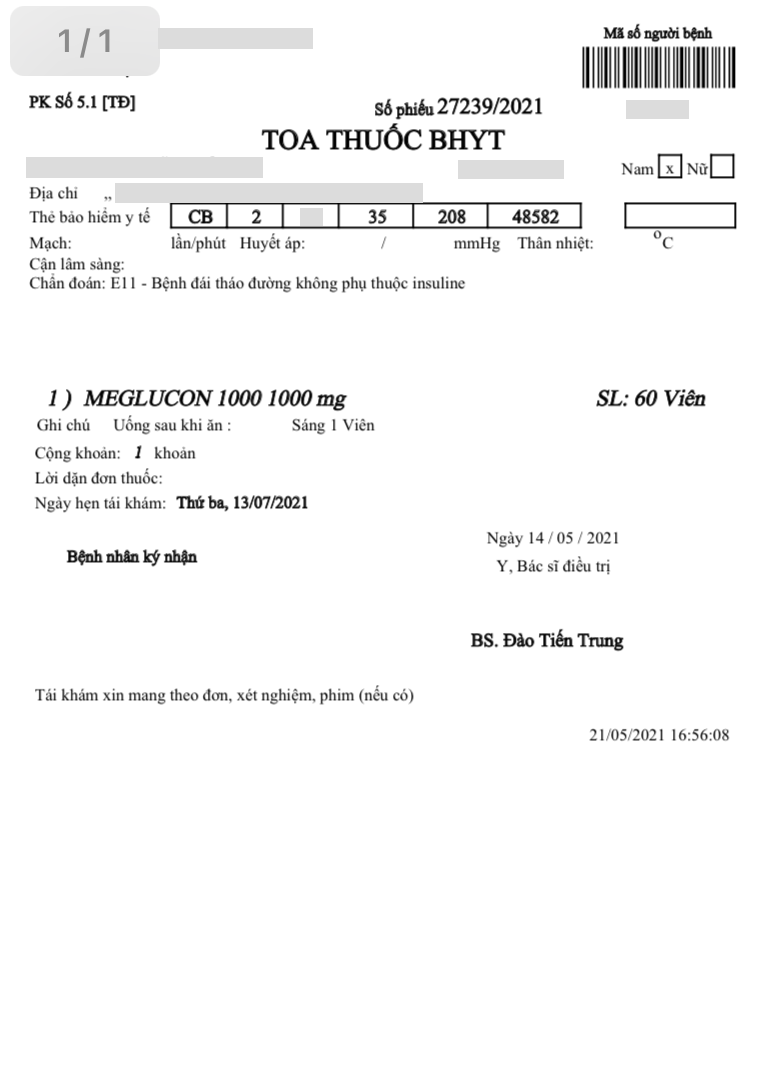 1/1
Mã số người bệnh
PK Số 5.1 [TĐ]
Số phiếu 27239/2021
TOA THUỐC BHYT
Nam x Nữ
Địa chỉ ,,
Thẻ bảo hiểm y tế CB 2 35 208 48582
Mạch: lần/phút Huyết áp: / mmHg Thân nhiệt: °C
Cận lâm sàng:
Chẩn đoán: E11 - Bệnh đái tháo đường không phụ thuộc insuline
1 ) MEGLUCON 1000 1000 mg SL: 60 Viên
Ghi chú Uống sau khi ăn : Sáng 1 Viên
Cộng khoản: 1 khoản
Lời dặn đơn thuốc:
Ngày hẹn tái khám: Thứ ba, 13/07/2021
Ngày 14 / 05 / 2021
Bệnh nhân ký nhận
Y, Bác sĩ điều trị
BS. Đào Tiến Trung
Tái khám xin mang theo đơn, xét nghiệm, phim (nếu có)
21/05/2021 16:56:08